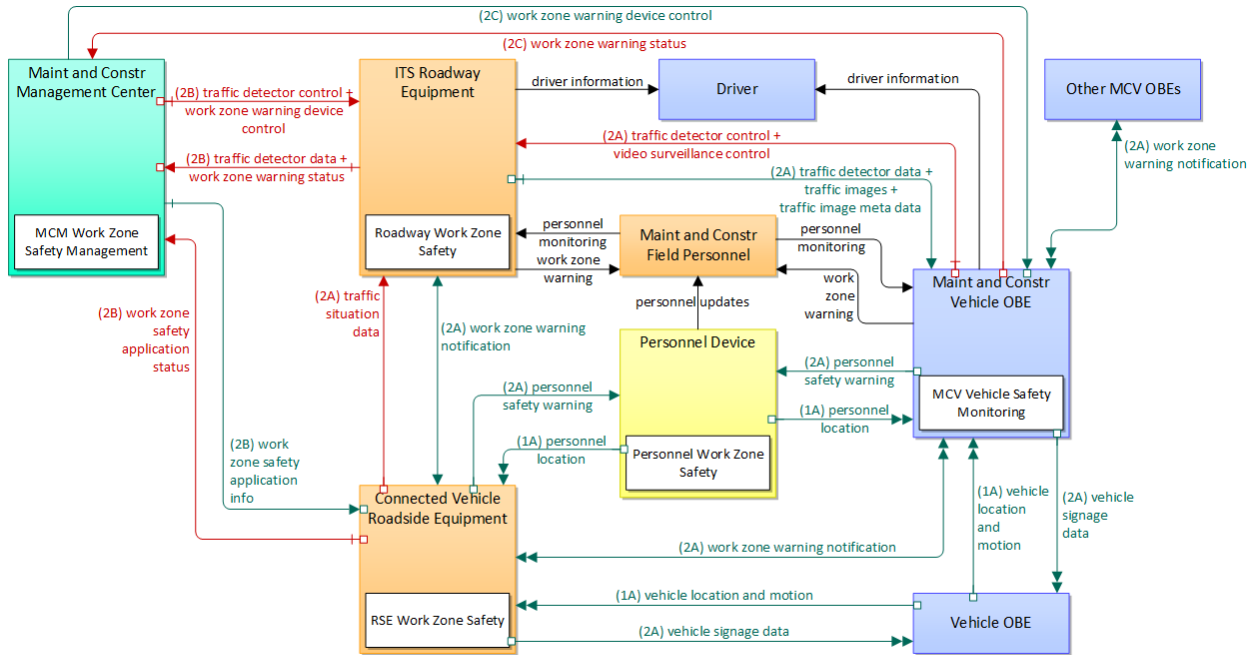 (2C) work zone warning device control
(2C) work zone warning status
Maint and Constr
Management Center
(2B) traffic detector control +
work zone warning device
control
(2B) traffic detector data +
work zone warning status
MCM Work Zone
Safety Management
ITS Roadway
Equipment
Roadway Work Zone
Safety
driver information
Driver
driver information
Other MCV OBEs
(2A) work zone
warning notification
(2A) traffic detector control +
video surveillance control
(2A) traffic detector data +
traffic images +
traffic image meta data
personnel
monitoring
work zone
warning
Maint and Constr
Field Personnel
personnel
monitoring
work
zone
warning
Maint and Constr
Vehicle OBE
MCV Vehicle Safety
Monitoring
personnel updates
Personnel Device
Personnel Work Zone
Safety
(2A) personnel
safety warning
(1A) personnel
location
(2A) traffic
situation
data
(2A) work zone warning
notification
(2A) personnel
safety warning
(1A) personnel
location
(2B) work zone
safety
application
status
(2B) work
zone safety
application
info
Connected Vehicle
Roadside Equipment
RSE Work Zone Safety
(2A) work zone warning notification
(1A) vehicle location and motion
(2A) vehicle signage data
(1A) vehicle
location
and
motion
(2A) vehicle
signage
data
Vehicle OBE